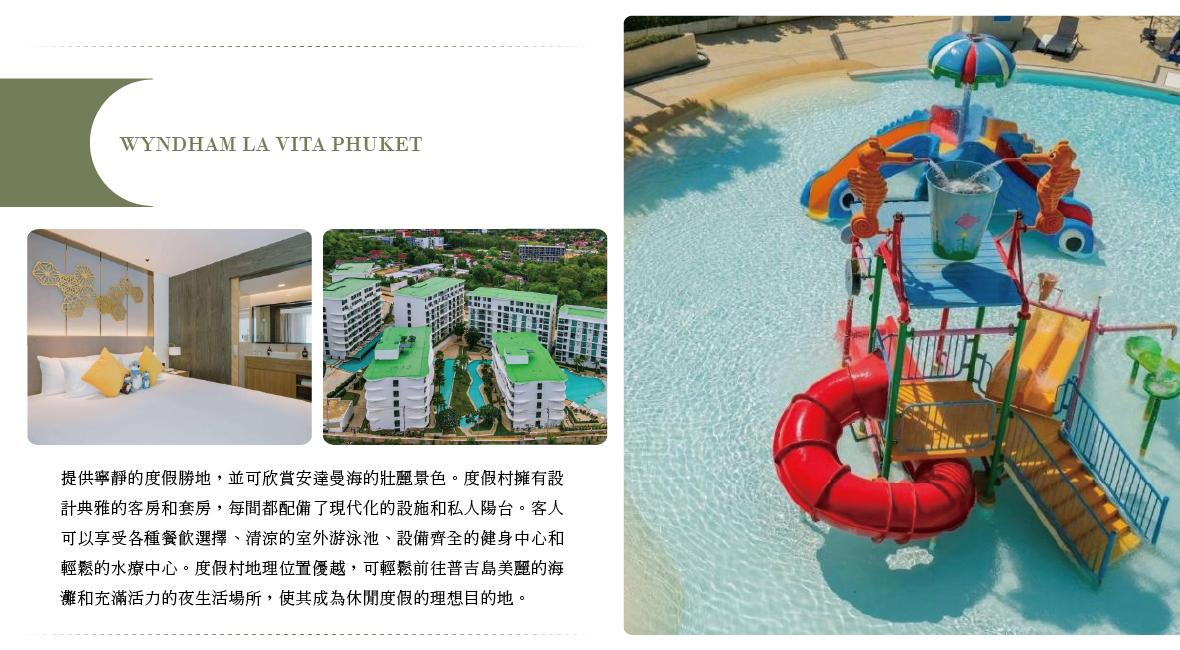 WYNDHAM LA VITA PHUKET
提供寧靜的度假勝地，並可欣賞安達曼海的壯麗景色。度假村擁有設
計典雅的客房和套房，每間都配備了現代化的設施和私人陽台。客人
可以享受各種餐飲選擇、清涼的室外游泳池、設備齊全的健身中心和
輕鬆的水療中心。度假村地理位置優越，可輕鬆前往普吉島美麗的海
灘和充滿活力的夜生活場所，使其成為休閒度假的理想目的地。